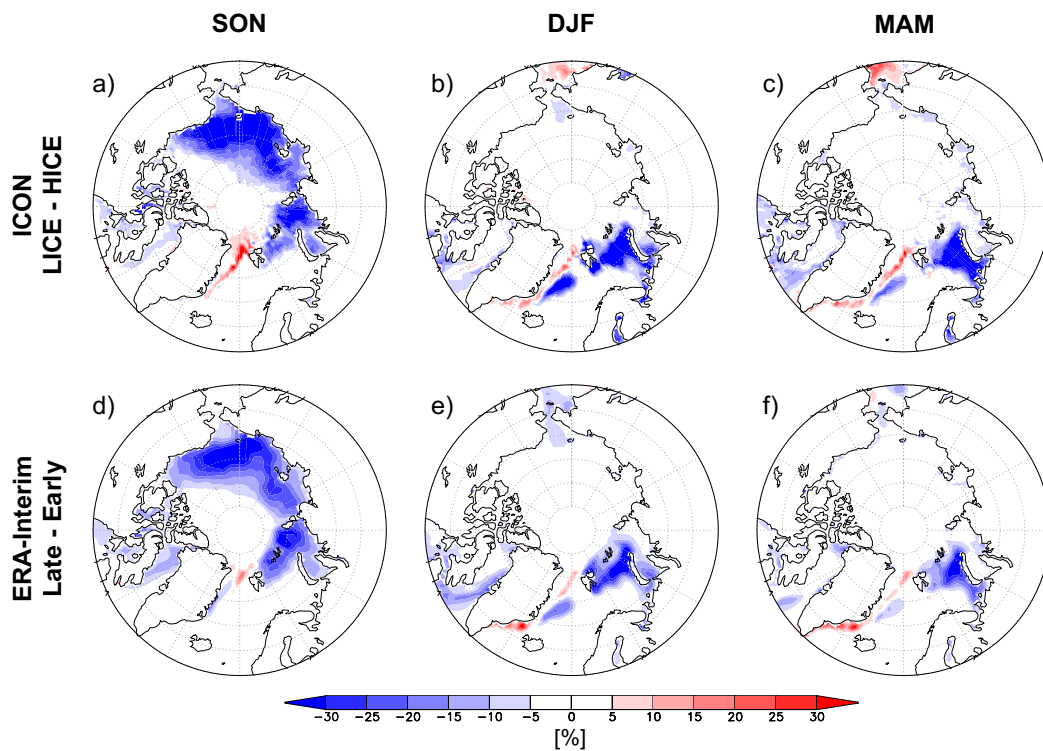 SON DJF MAM
a) b) c)
ICON
LICE - HICE
d) e) f)
ERA-Interim
Late - Early
−30 −25 −20 −15 −10 −5 0 5 10 15 20 25 30
[%]